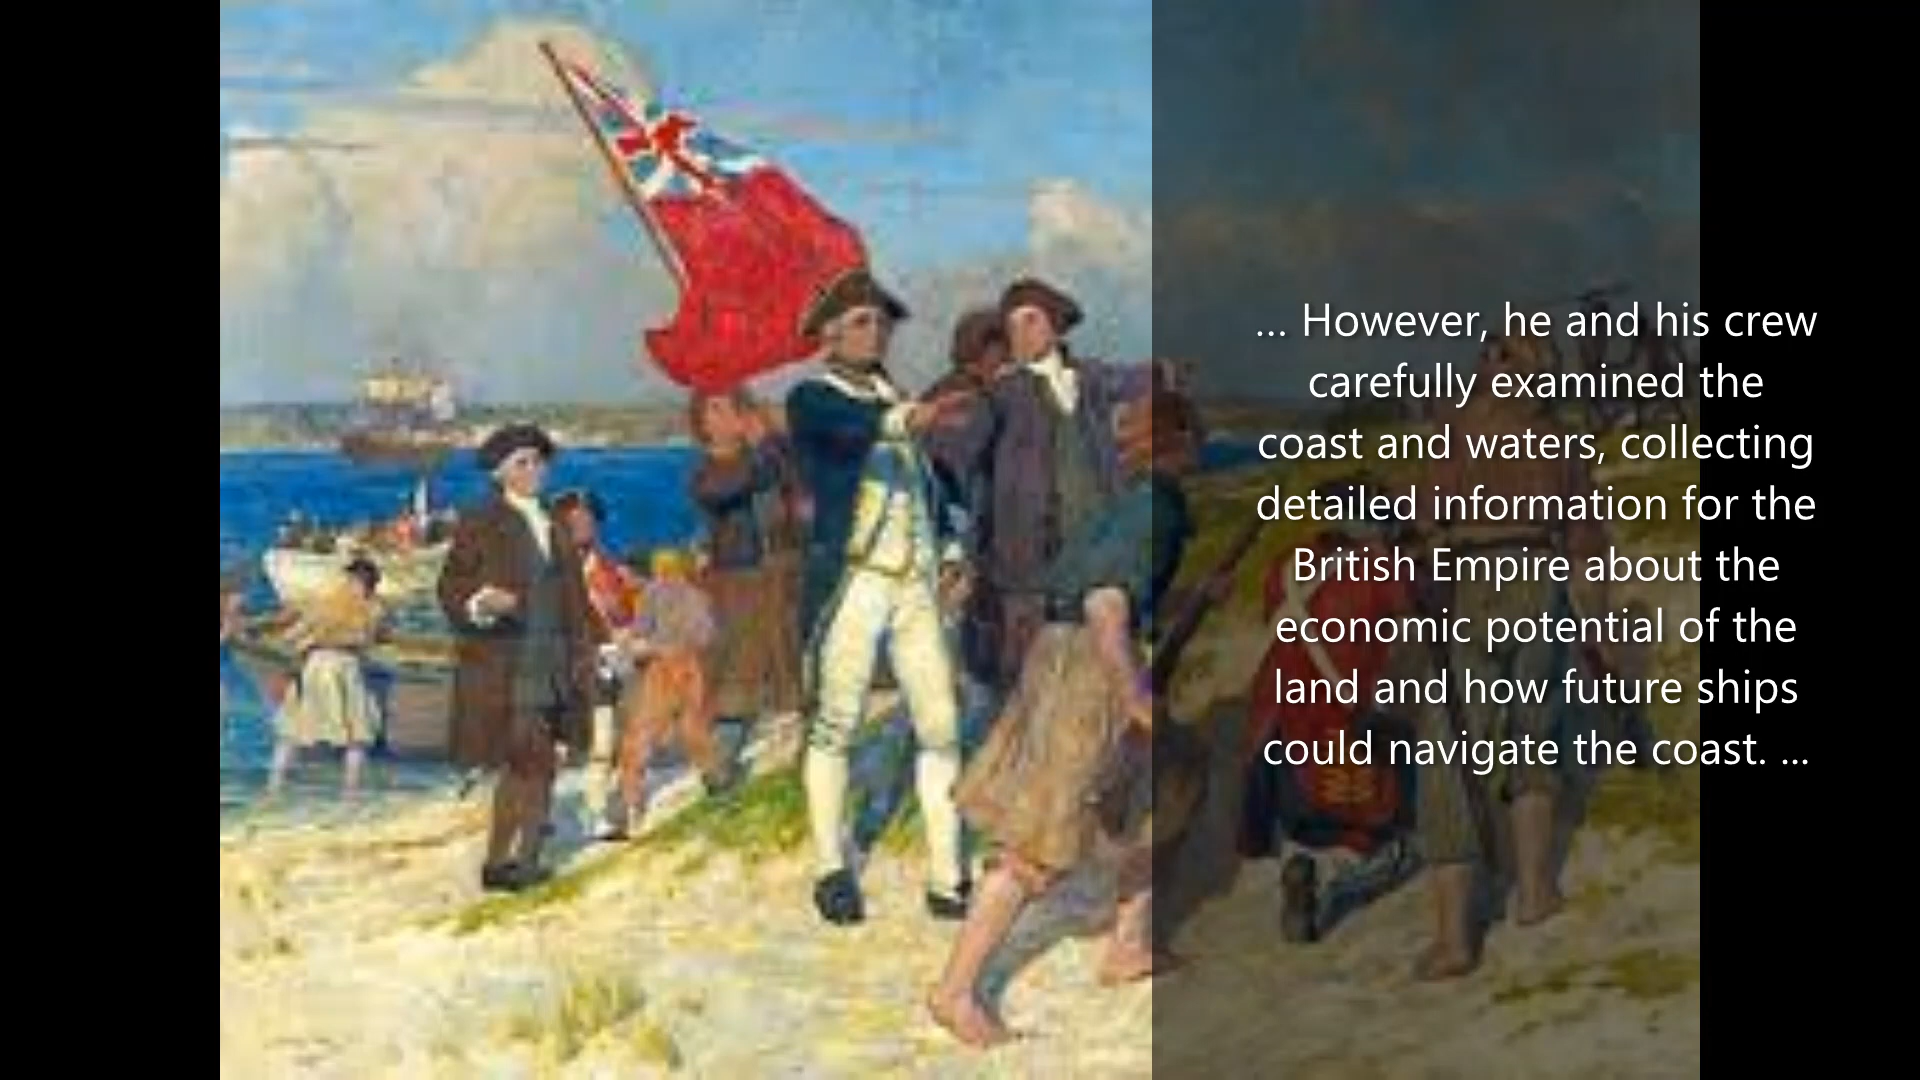 ... However, he and his crew
carefully examined the
coast and waters, collecting
detailed information for the
British Empire about the
economic potential of the
land and how future ships
could navigate the coast. ...